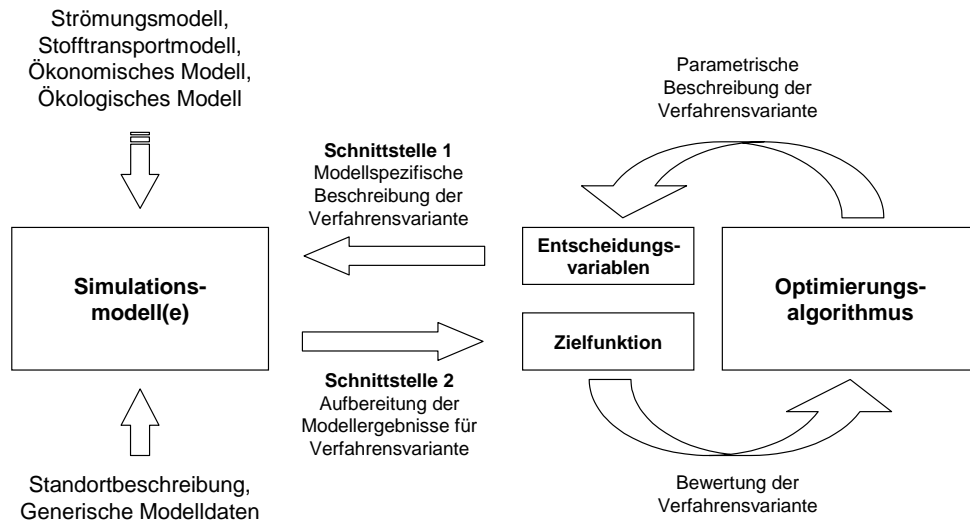 Strömungsmodell,
Stofftransportmodell,
Ökonomisches Modell,
Ökologisches Modell
Parametrische
Beschreibung der
Verfahrensvariante
Schnittstelle 1
Modellspezifische
Beschreibung der
Verfahrensvariante
Simulations-
modell(e)
Entscheidungs-
variablen
Zielfunktion
Optimierungs-
algorithmus
Schnittstelle 2
Aufbereitung der
Modellergebnisse für
Verfahrensvariante
Standortbeschreibung,
Generische Modelldaten
Bewertung der
Verfahrensvariante